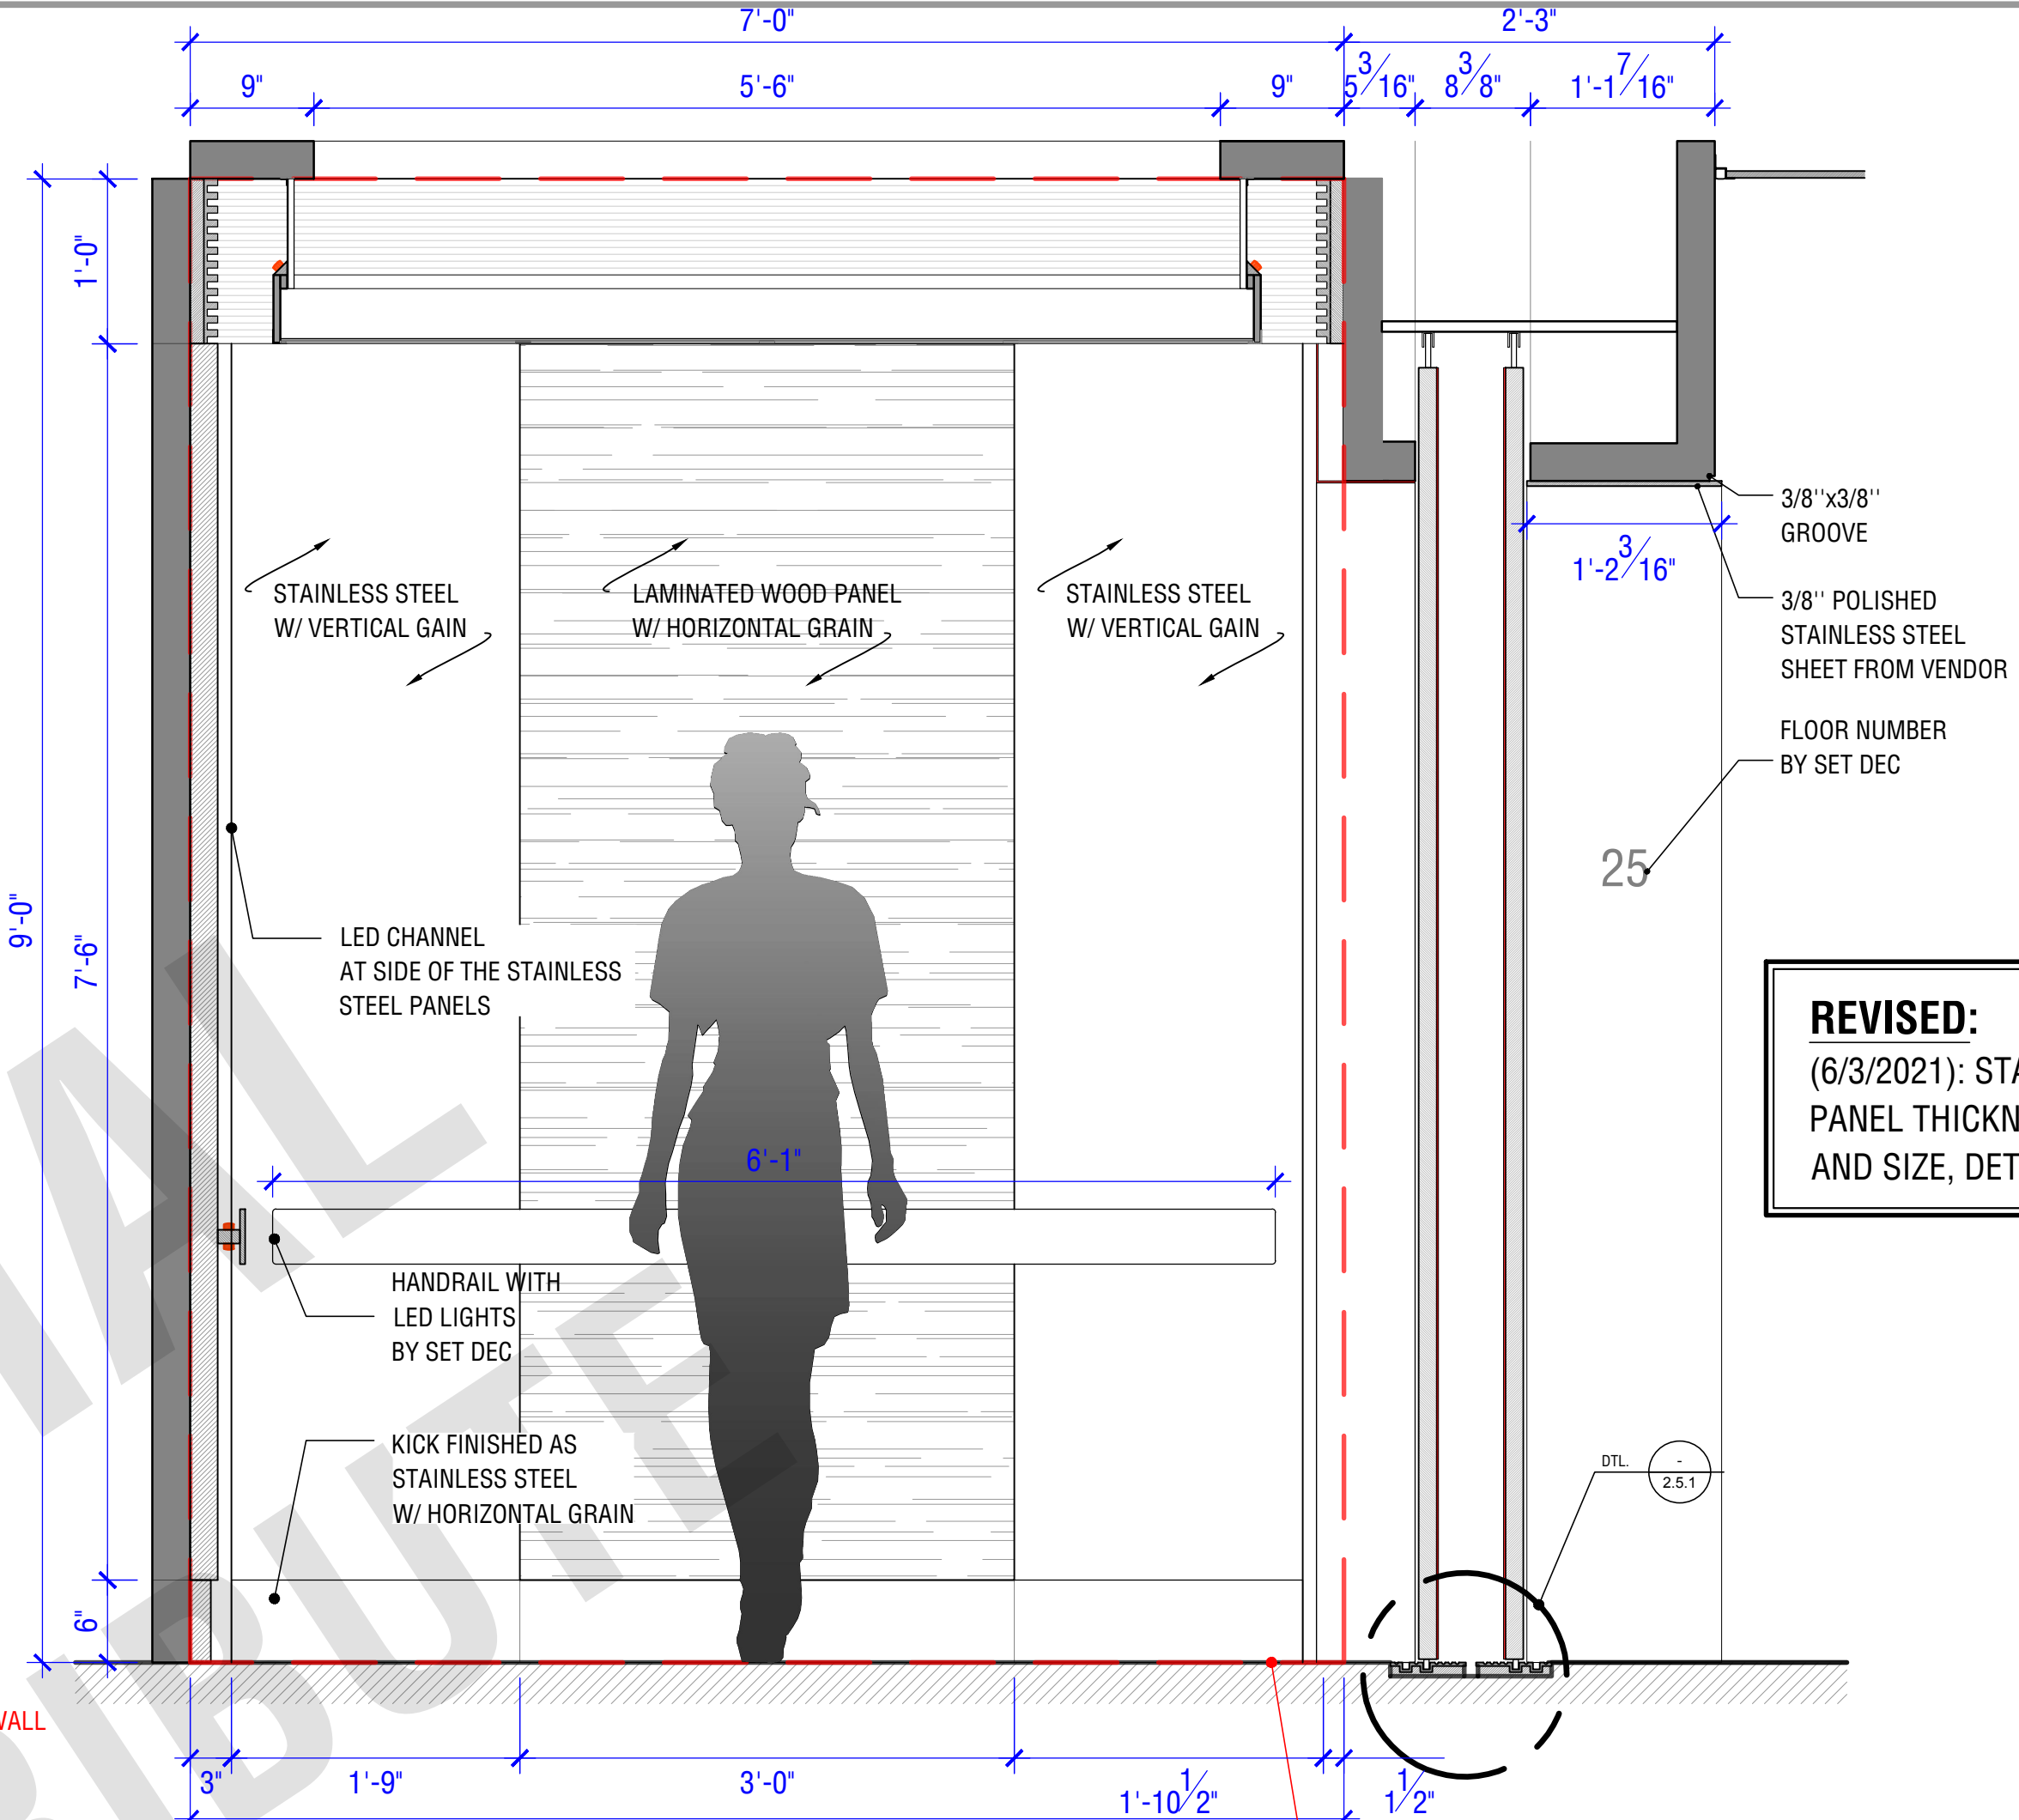 7'-0"
2'-3"
9"
5'-6"
9"
5 3/16"
8 3/8"
1'-1 7/16"
1'-0"
3/8''x3/8''
GROOVE
1'-2 3/16"
STAINLESS STEEL
W/ VERTICAL GAIN
LAMINATED WOOD PANEL
W/ HORIZONTAL GRAIN
STAINLESS STEEL
W/ VERTICAL GAIN
3/8'' POLISHED
STAINLESS STEEL
SHEET FROM VENDOR
FLOOR NUMBER
BY SET DEC
25
9'-0"
7'-6"
LED CHANNEL
AT SIDE OF THE STAINLESS
STEEL PANELS
REVISED:
(6/3/2021): STA
PANEL THICKN
AND SIZE, DET
6'-1"
HANDRAIL WITH
LED LIGHTS
BY SET DEC
KICK FINISHED AS
STAINLESS STEEL
W/ HORIZONTAL GRAIN
DTL.
-
2.5.1
6"
WALL
3"
1'-9"
3'-0"
1'-10 1/2"
1 1/2"
NAL
RIBUTE